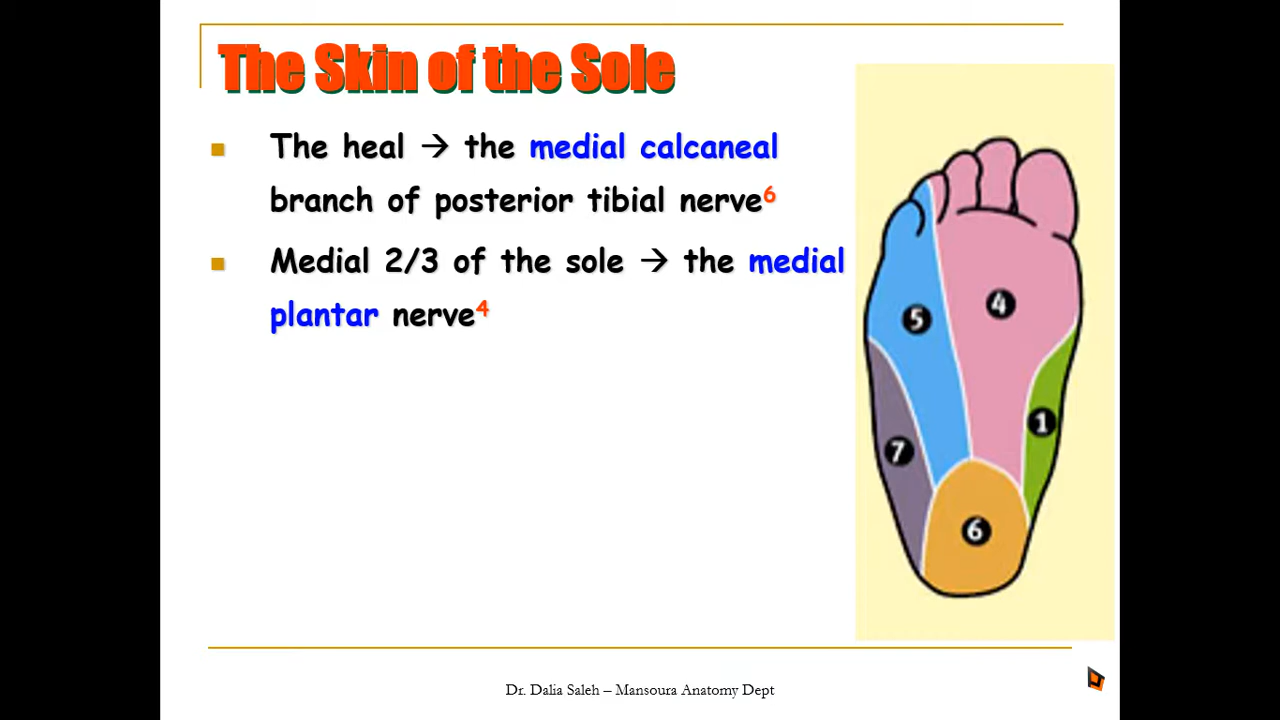 The Skin of the Sole
The heal → the medial calcaneal
branch of posterior tibial nerve6
Medial 2/3 of the sole → the medial
plantar nerve4
5
4
7
1
6
Dr. Dalia Saleh – Mansoura Anatomy Dept